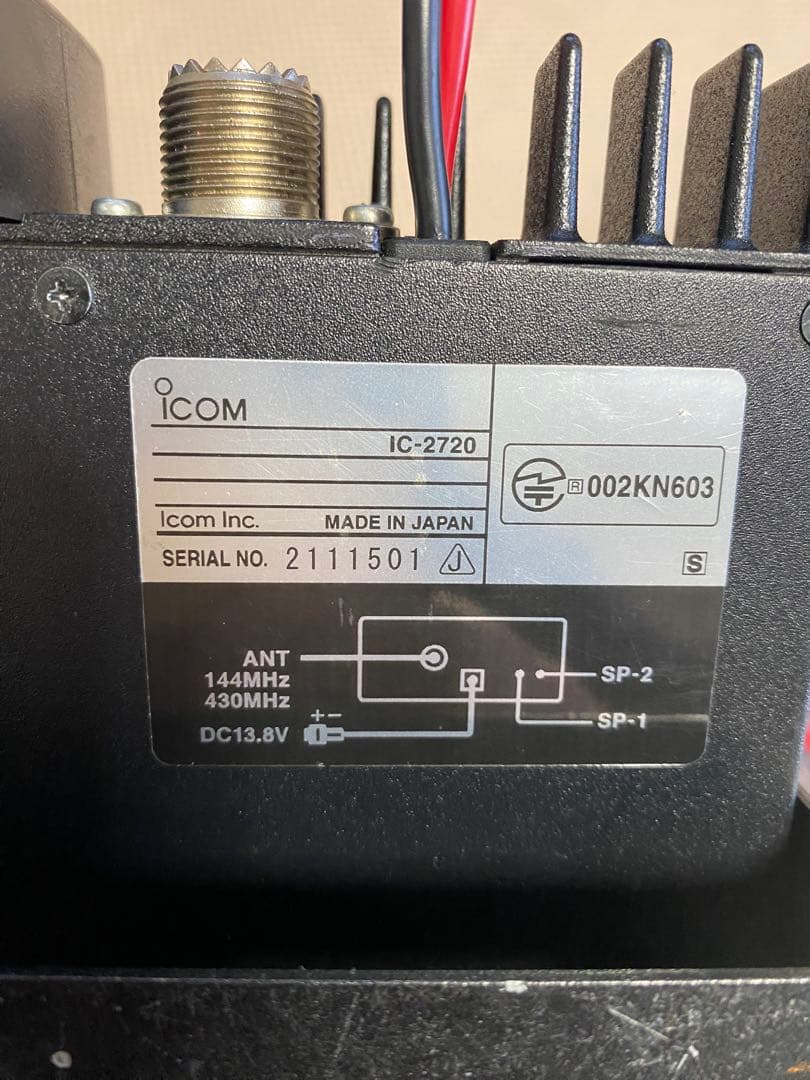 ICOM
IC-2720
Icom Inc. MADE IN JAPAN
SERIAL NO. 2111501 J
R 002KN603
S
ANT
144MHz
430MHz
DC13.8V
+ -
SP-2
SP-1